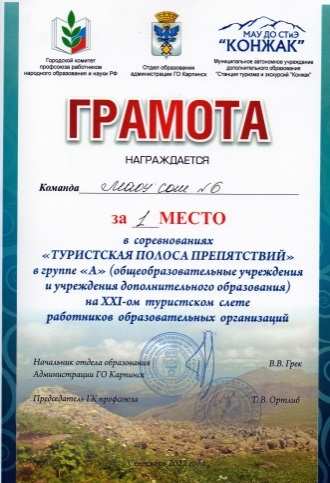 Городской комитет
профсоюза работников
народного образования и науки РФ
Отдел образования
администрации ГО Карпинск
МАУ ДО СТиЭ
"КОНЖАК"
Муниципальное автономное учреждение
дополнительного образования
"Станция туризма и экскурсий "Конжак"
ГРАМОТА
НАГРАЖДАЕТСЯ
Команда МАОУ СОШ №6
за 1 МЕСТО
в соревнованиях
«ТУРИСТСКАЯ ПОЛОСА ПРЕПЯТСТВИЙ»
в группе «А» (общеобразовательные учреждения
и учреждения дополнительного образования)
на XXI-ом туристском слете
работников образовательных организаций
Начальник отдела образования
Администрации ГО Карпинск
В.В. Грек
Председатель ГК профсоюза
Т. В. Ортлиб
Сентябрь 2022 года